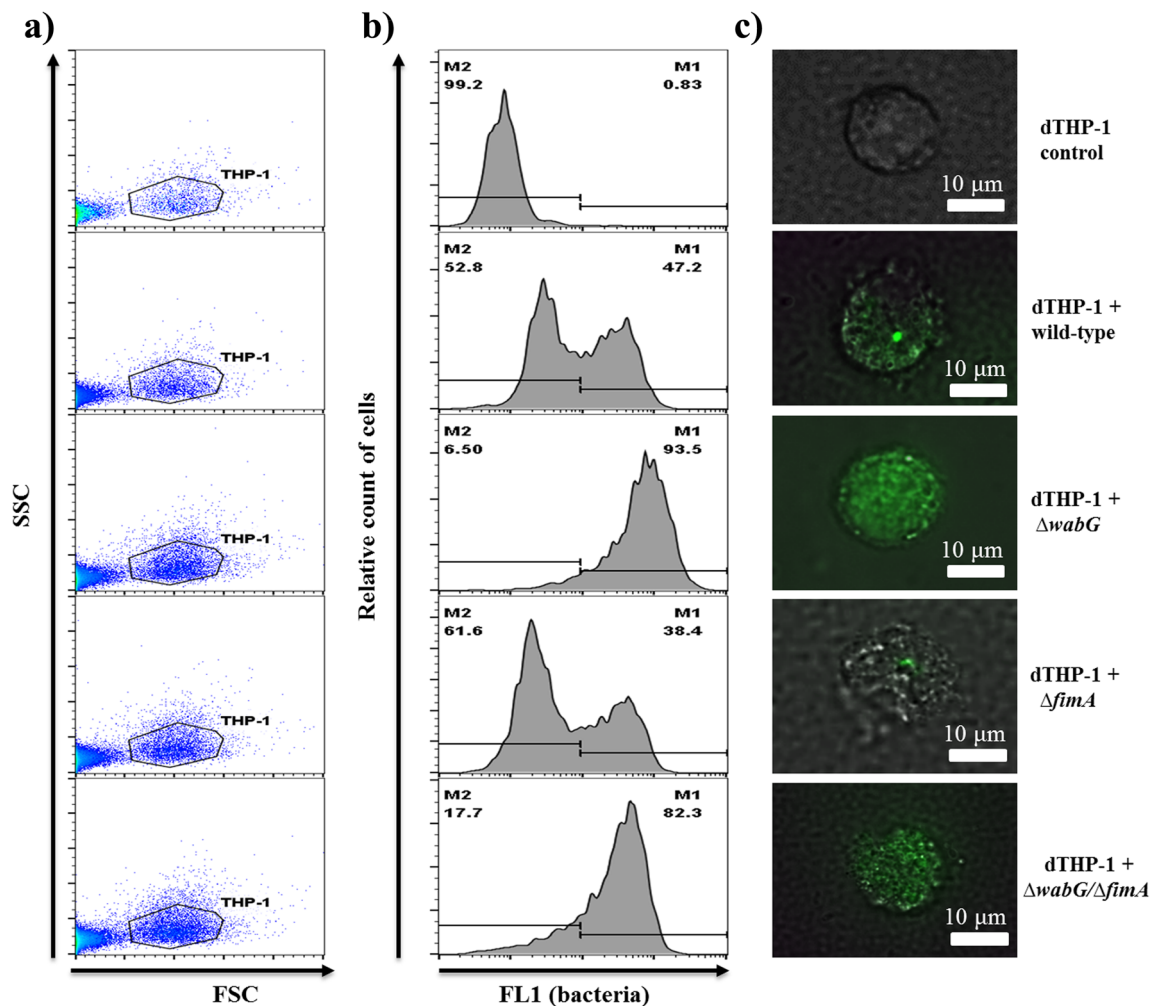 a)
b)
c)
SSC
FSC
THP-1
THP-1
THP-1
THP-1
THP-1
Relative count of cells
FL1 (bacteria)
M2 M1
99.2 0.83
M2 M1
52.8 47.2
M2 M1
6.50 93.5
M2 M1
61.6 38.4
M2 M1
17.7 82.3
10 μm
dTHP-1
control
10 μm
dTHP-1 +
wild-type
10 μm
dTHP-1 +
ΔwabG
10 μm
dTHP-1 +
ΔfimA
10 μm
dTHP-1 +
ΔwabG/ΔfimA